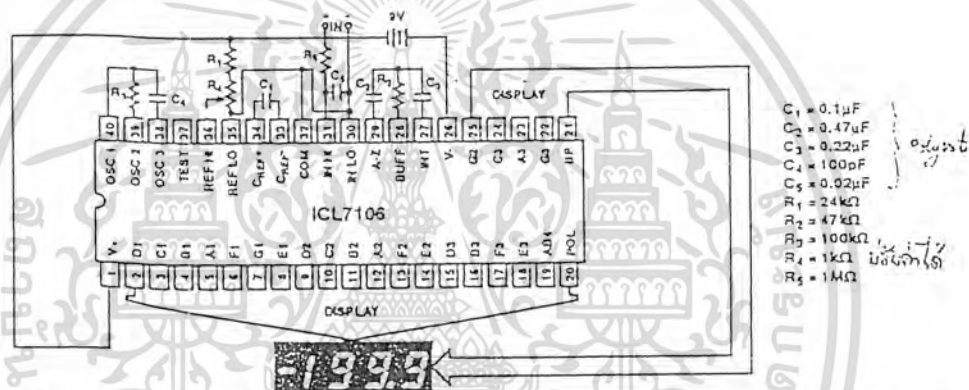 9V
IN
R1
R5
R4
C1
C5
C2
R2
C3
R3
C4
DISPLAY
40 39 38 37 36 35 34 33 32 31 30 29 28 27 26 25 24 23 22 21
OSC 1 OSC 2 OSC 3 TEST REF HI REF LO CREF+ CREF- COM IN HI IN LO A-Z BUFF INT V- G2 C3 A3 G3 BP
ICL7106
V+ D1 C1 B1 A1 F1 G1 E1 D2 C2 B2 A2 F2 E2 D3 B3 F3 E3 AB4 POL
1 2 3 4 5 6 7 8 9 10 11 12 13 14 15 16 17 18 19 20
DISPLAY
-1999
C1 = 0.1µF
C2 = 0.47µF
C3 = 0.22µF
C4 = 100pF
C5 = 0.02µF
R1 = 24kΩ
R2 = 47kΩ
R3 = 100kΩ
R4 = 1kΩ
R5 = 1MΩ